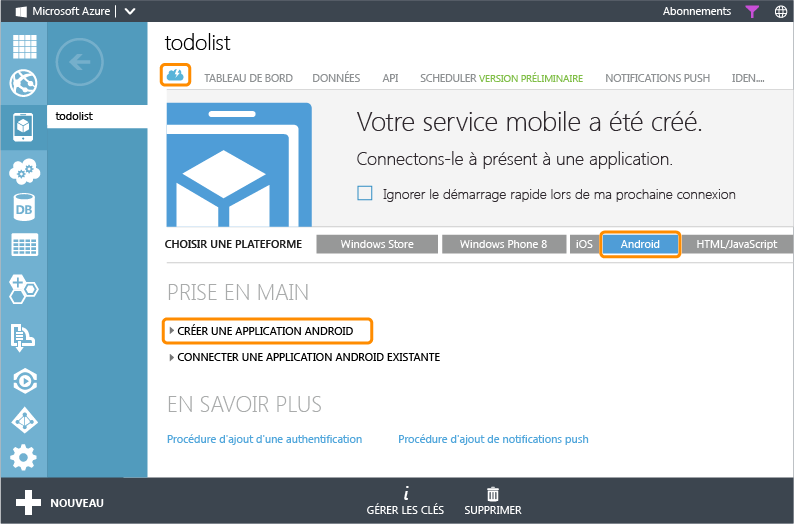 Microsoft Azure
Abonnements
todolist
todolist
TABLEAU DE BORD DONNÉES API SCHEDULER VERSION PRÉLIMINAIRE NOTIFICATIONS PUSH IDEN....
Votre service mobile a été créé.
Connectons-le à présent à une application.
Ignorer le démarrage rapide lors de ma prochaine connexion
CHOISIR UNE PLATEFORME Windows Store Windows Phone 8 iOS Android HTML/JavaScript
PRISE EN MAIN
CRÉER UNE APPLICATION ANDROID
CONNECTER UNE APPLICATION ANDROID EXISTANTE
EN SAVOIR PLUS
Procédure d'ajout d'une authentification Procédure d'ajout de notifications push
DB
NOUVEAU
GÉRER LES CLÉS SUPPRIMER